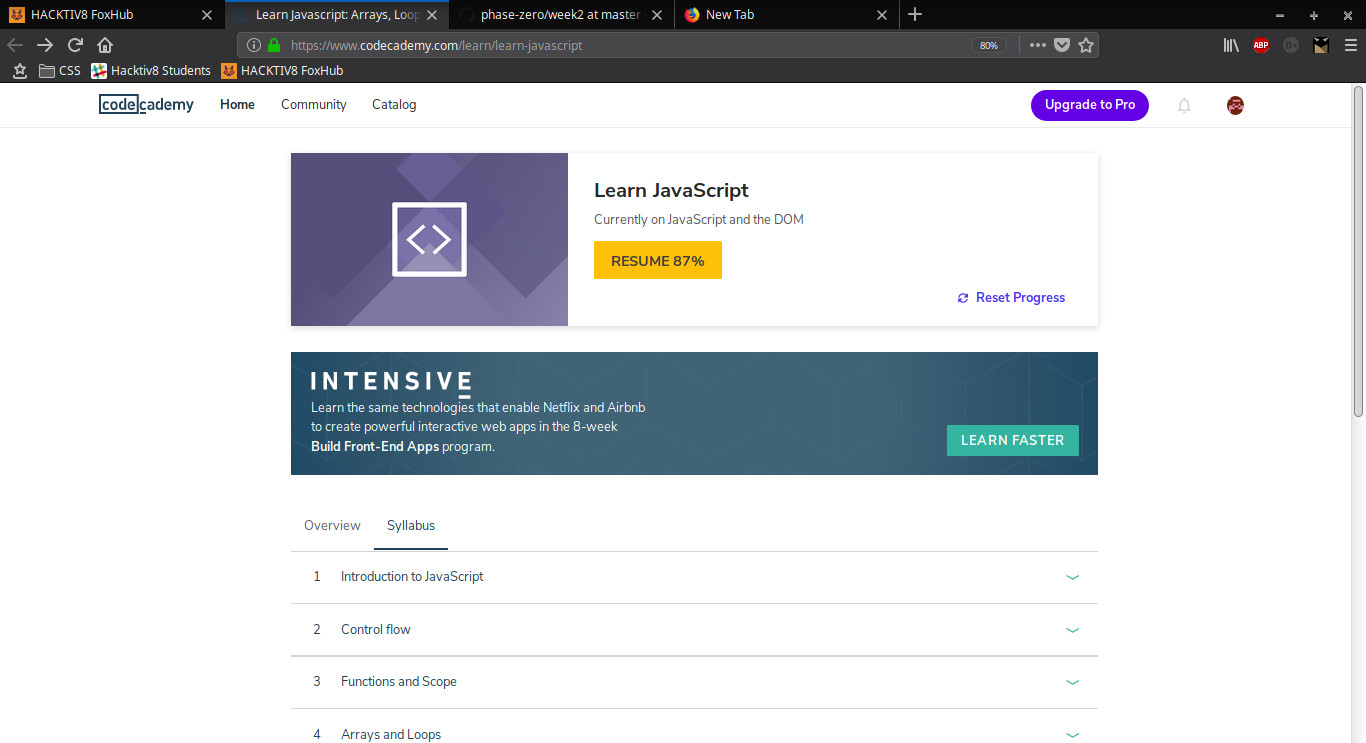 HACKTIV8 FoxHub
Learn Javascript: Arrays, Loop
phase-zero/week2 at master
New Tab
https://www.codecademy.com/learn/learn-javascript
80%
ABP
CSS
Hacktiv8 Students
HACKTIV8 FoxHub
codecademy
Home
Community
Catalog
Upgrade to Pro
Learn JavaScript
Currently on JavaScript and the DOM
RESUME 87%
Reset Progress
INTENSIVE
Learn the same technologies that enable Netflix and Airbnb
to create powerful interactive web apps in the 8-week
Build Front-End Apps program.
LEARN FASTER
Overview
Syllabus
1 Introduction to JavaScript
2 Control flow
3 Functions and Scope
4 Arrays and Loops